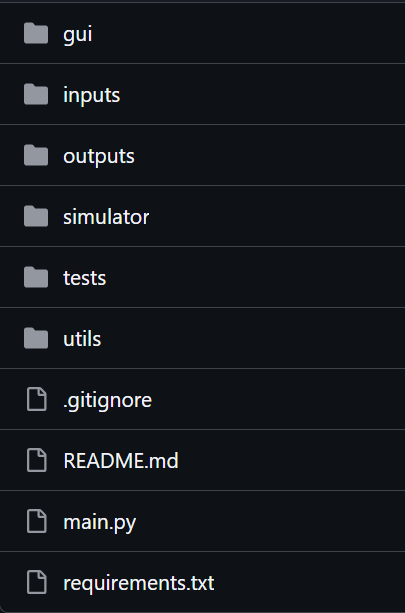 gui
inputs
outputs
simulator
tests
utils
.gitignore
README.md
main.py
requirements.txt